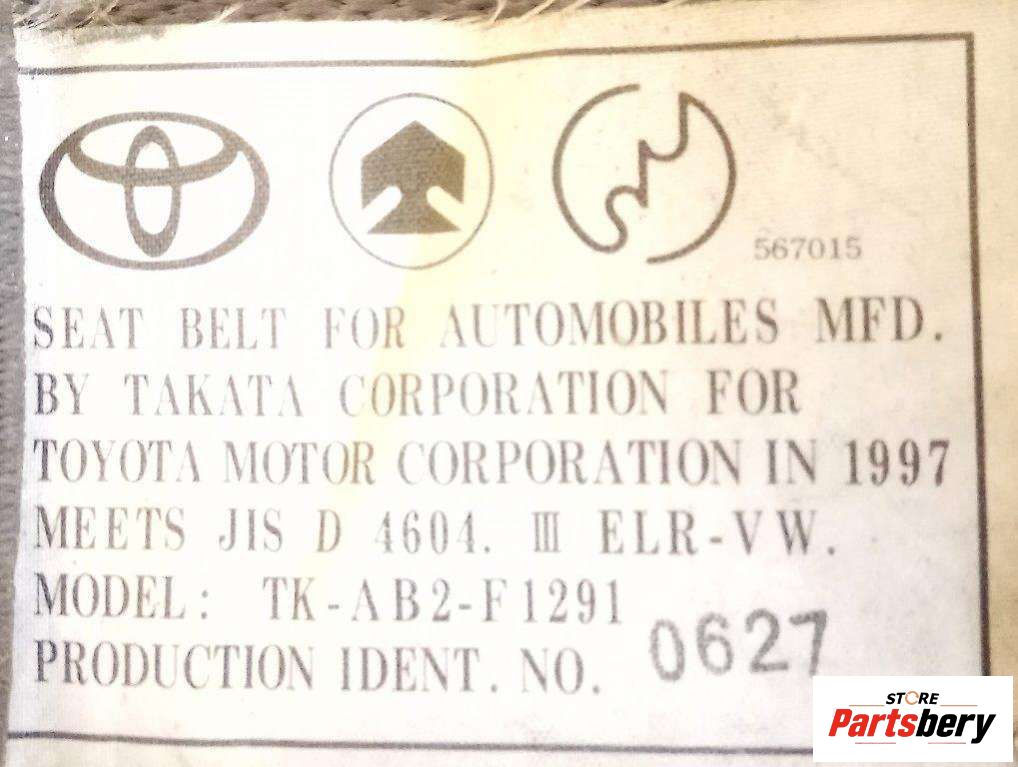 567015
SEAT BELT FOR AUTOMOBILES MFD.
BY TAKATA CORPORATION FOR
TOYOTA MOTOR CORPORATION IN 1997
MEETS JIS D 4604. III ELR-VW.
MODEL: TK-AB2-F1291
PRODUCTION IDENT. NO. 0627
STORE
Partsbery